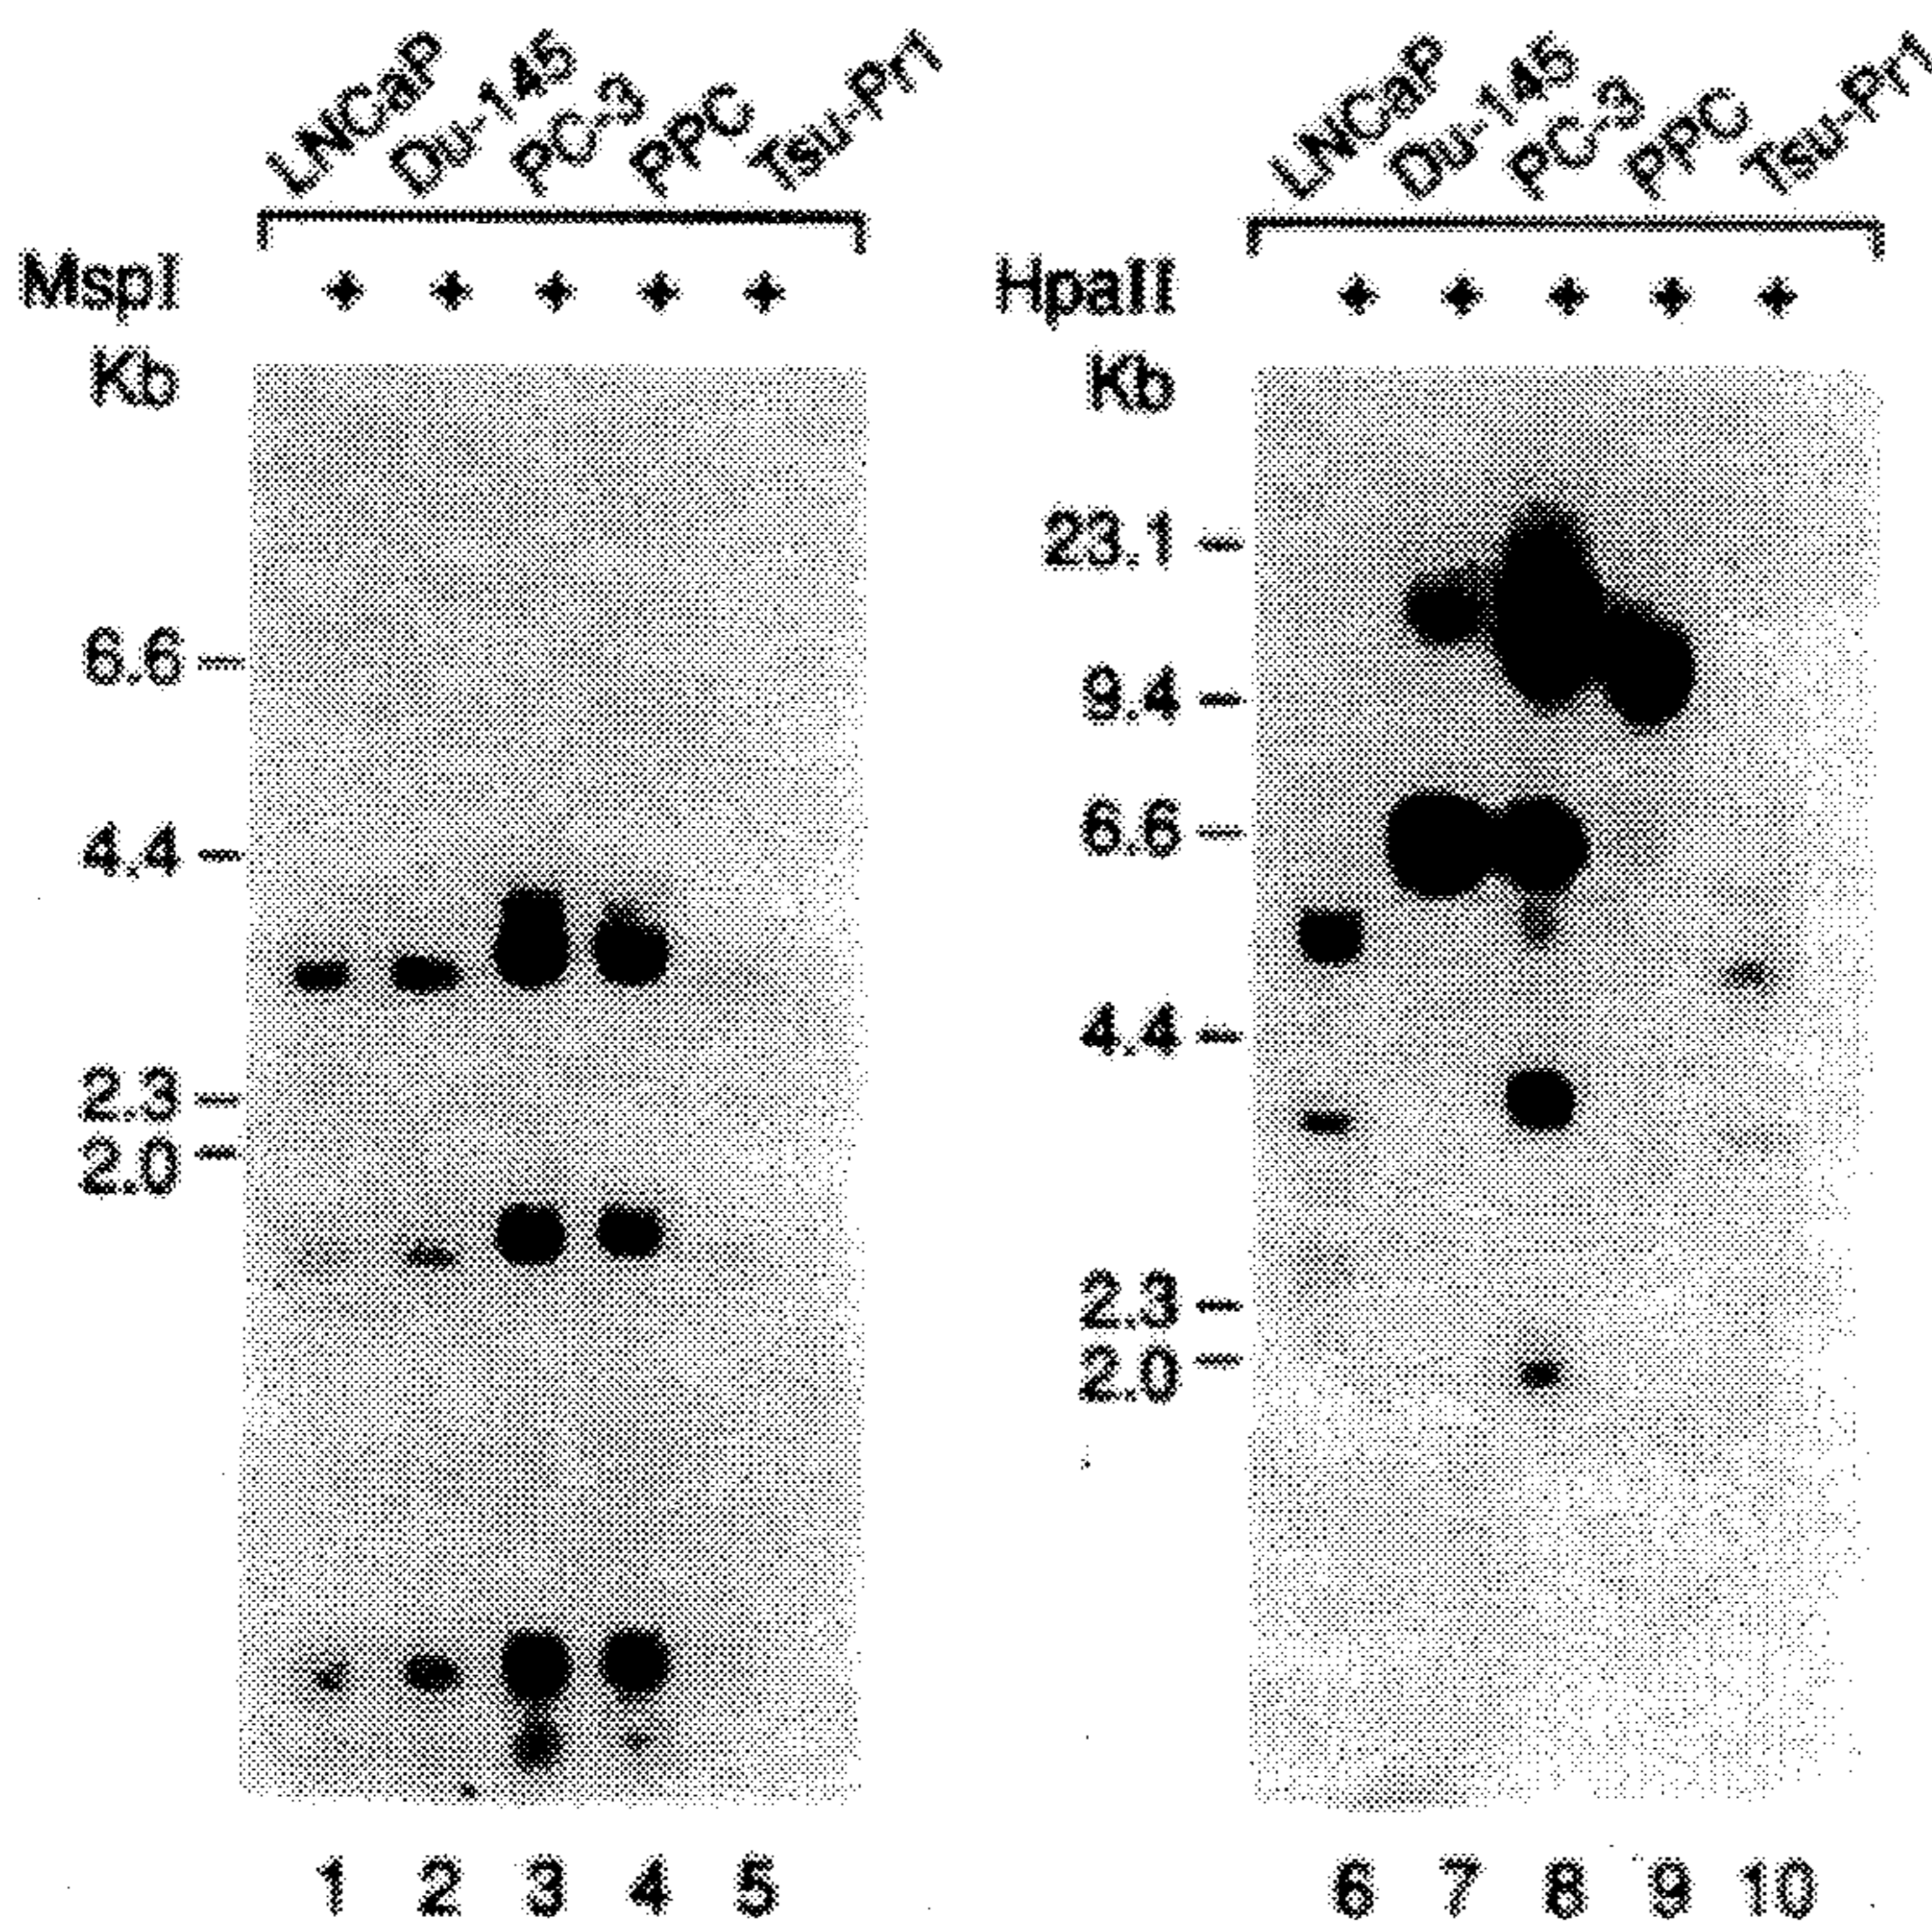 LNCaP Du-145 PC-3 PPC Tsu-Pr1
MspI + + + + +
Kb
6.6
4.4
2.3
2.0
1 2 3 4 5
LNCaP Du-145 PC-3 PPC Tsu-Pr1
HpaII + + + + +
Kb
23.1
9.4
6.6
4.4
2.3
2.0
6 7 8 9 10